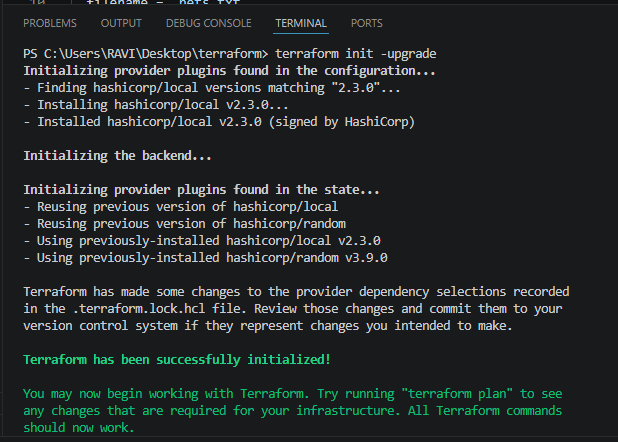 filename = "pets.txt
PROBLEMS OUTPUT DEBUG CONSOLE TERMINAL PORTS
PS C:\Users\RAVI\Desktop\terraform> terraform init -upgrade
Initializing provider plugins found in the configuration...
- Finding hashicorp/local versions matching "2.3.0"...
- Installing hashicorp/local v2.3.0...
- Installed hashicorp/local v2.3.0 (signed by HashiCorp)
Initializing the backend...
Initializing provider plugins found in the state...
- Reusing previous version of hashicorp/local
- Reusing previous version of hashicorp/random
- Using previously-installed hashicorp/local v2.3.0
- Using previously-installed hashicorp/random v3.9.0
Terraform has made some changes to the provider dependency selections recorded
in the .terraform.lock.hcl file. Review those changes and commit them to your
version control system if they represent changes you intended to make.
Terraform has been successfully initialized!
You may now begin working with Terraform. Try running "terraform plan" to see
any changes that are required for your infrastructure. All Terraform commands
should now work.